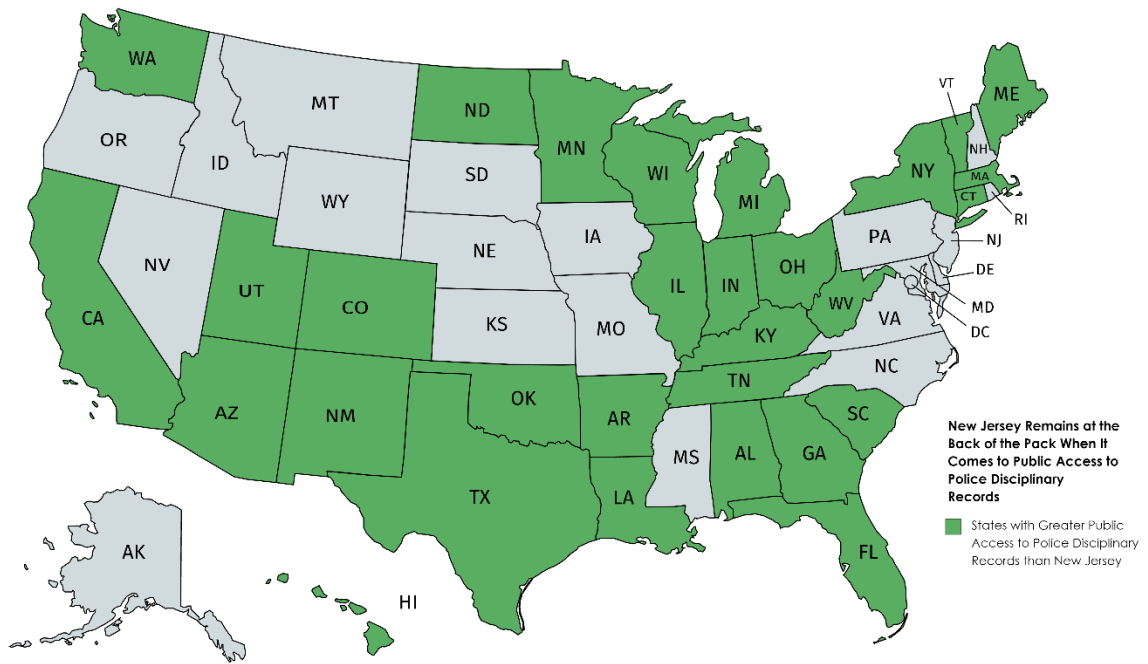 WA
MT
ND
MN
OR
ID
WY
SD
WI
MI
VT
ME
NH
NY
MA
CT
RI
NV
UT
CO
NE
IA
PA
NJ
DE
MD
DC
CA
KS
MO
IL
IN
OH
WV
VA
KY
NC
TN
AZ
NM
OK
AR
SC
MS
AL
GA
TX
LA
FL
AK
HI
New Jersey Remains at the
Back of the Pack When It
Comes to Public Access to
Police Disciplinary
Records
States with Greater Public
Access to Police Disciplinary
Records than New Jersey